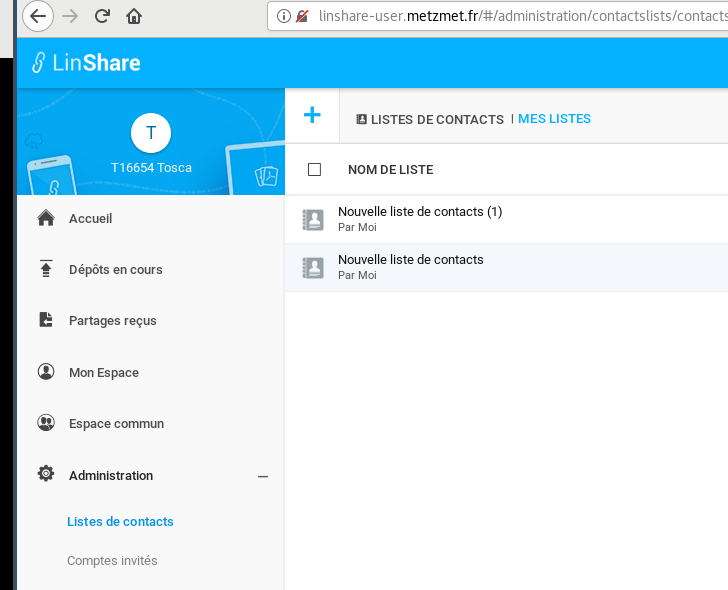 linshare-user.metzmet.fr/#/administration/contactslists/contacts
LinShare
T
T16654 Tosca
Accueil
Dépôts en cours
Partages reçus
Mon Espace
Espace commun
Administration
Listes de contacts
Comptes invités
LISTES DE CONTACTS | MES LISTES
NOM DE LISTE
Nouvelle liste de contacts (1)
Par Moi
Nouvelle liste de contacts
Par Moi